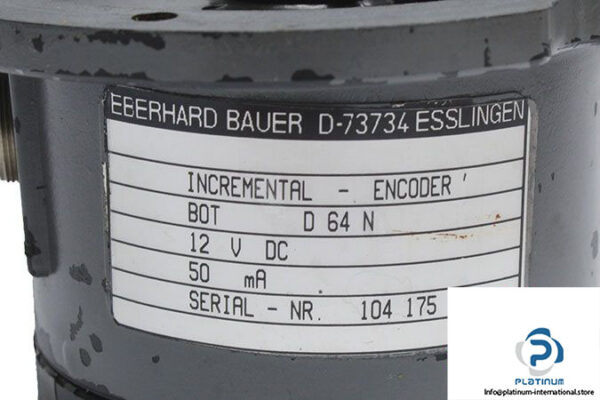 EBERHARD BAUER D-73734 ESSLINGEN
INCREMENTAL - ENCODER
BOT D 64 N
12 V DC
50 mA
SERIAL - NR. 104 175
PLATINUM
http://platinum-international.store/